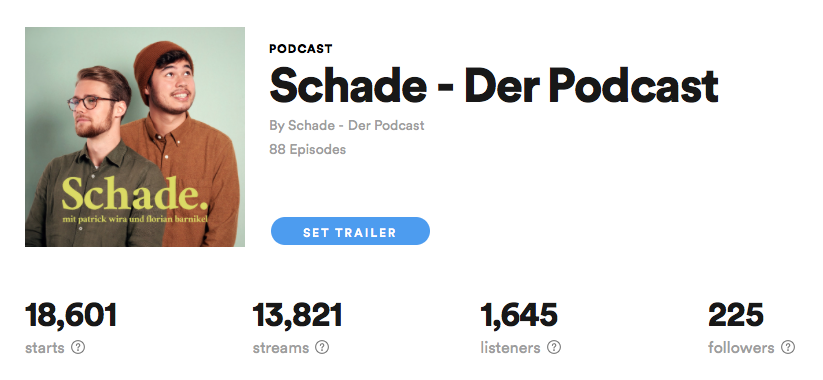 PODCAST
Schade - Der Podcast
By Schade - Der Podcast
88 Episodes
Schade.
mit patrick wira und florian barnikel
SET TRAILER
18,601
13,821
1,645
225
starts ?
streams ?
listeners ?
followers ?